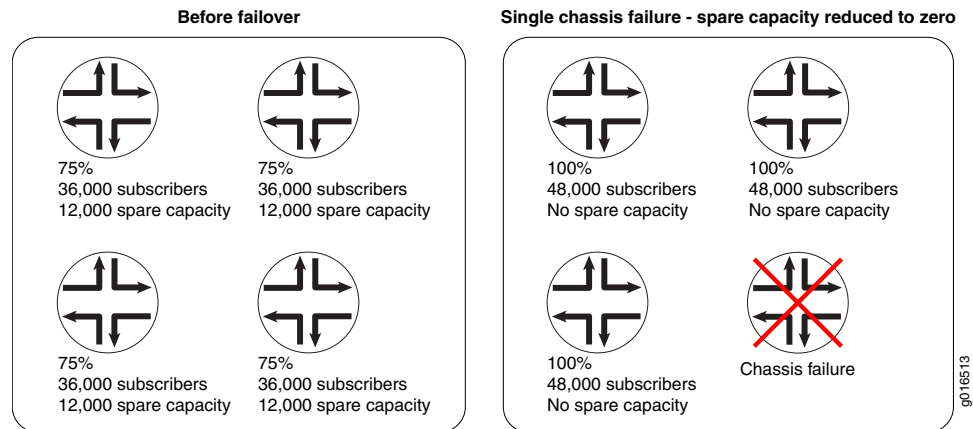 Before failover
75%
36,000 subscribers
12,000 spare capacity
75%
36,000 subscribers
12,000 spare capacity
75%
36,000 subscribers
12,000 spare capacity
75%
36,000 subscribers
12,000 spare capacity
Single chassis failure - spare capacity reduced to zero
100%
48,000 subscribers
No spare capacity
100%
48,000 subscribers
No spare capacity
100%
48,000 subscribers
No spare capacity
Chassis failure
g016513